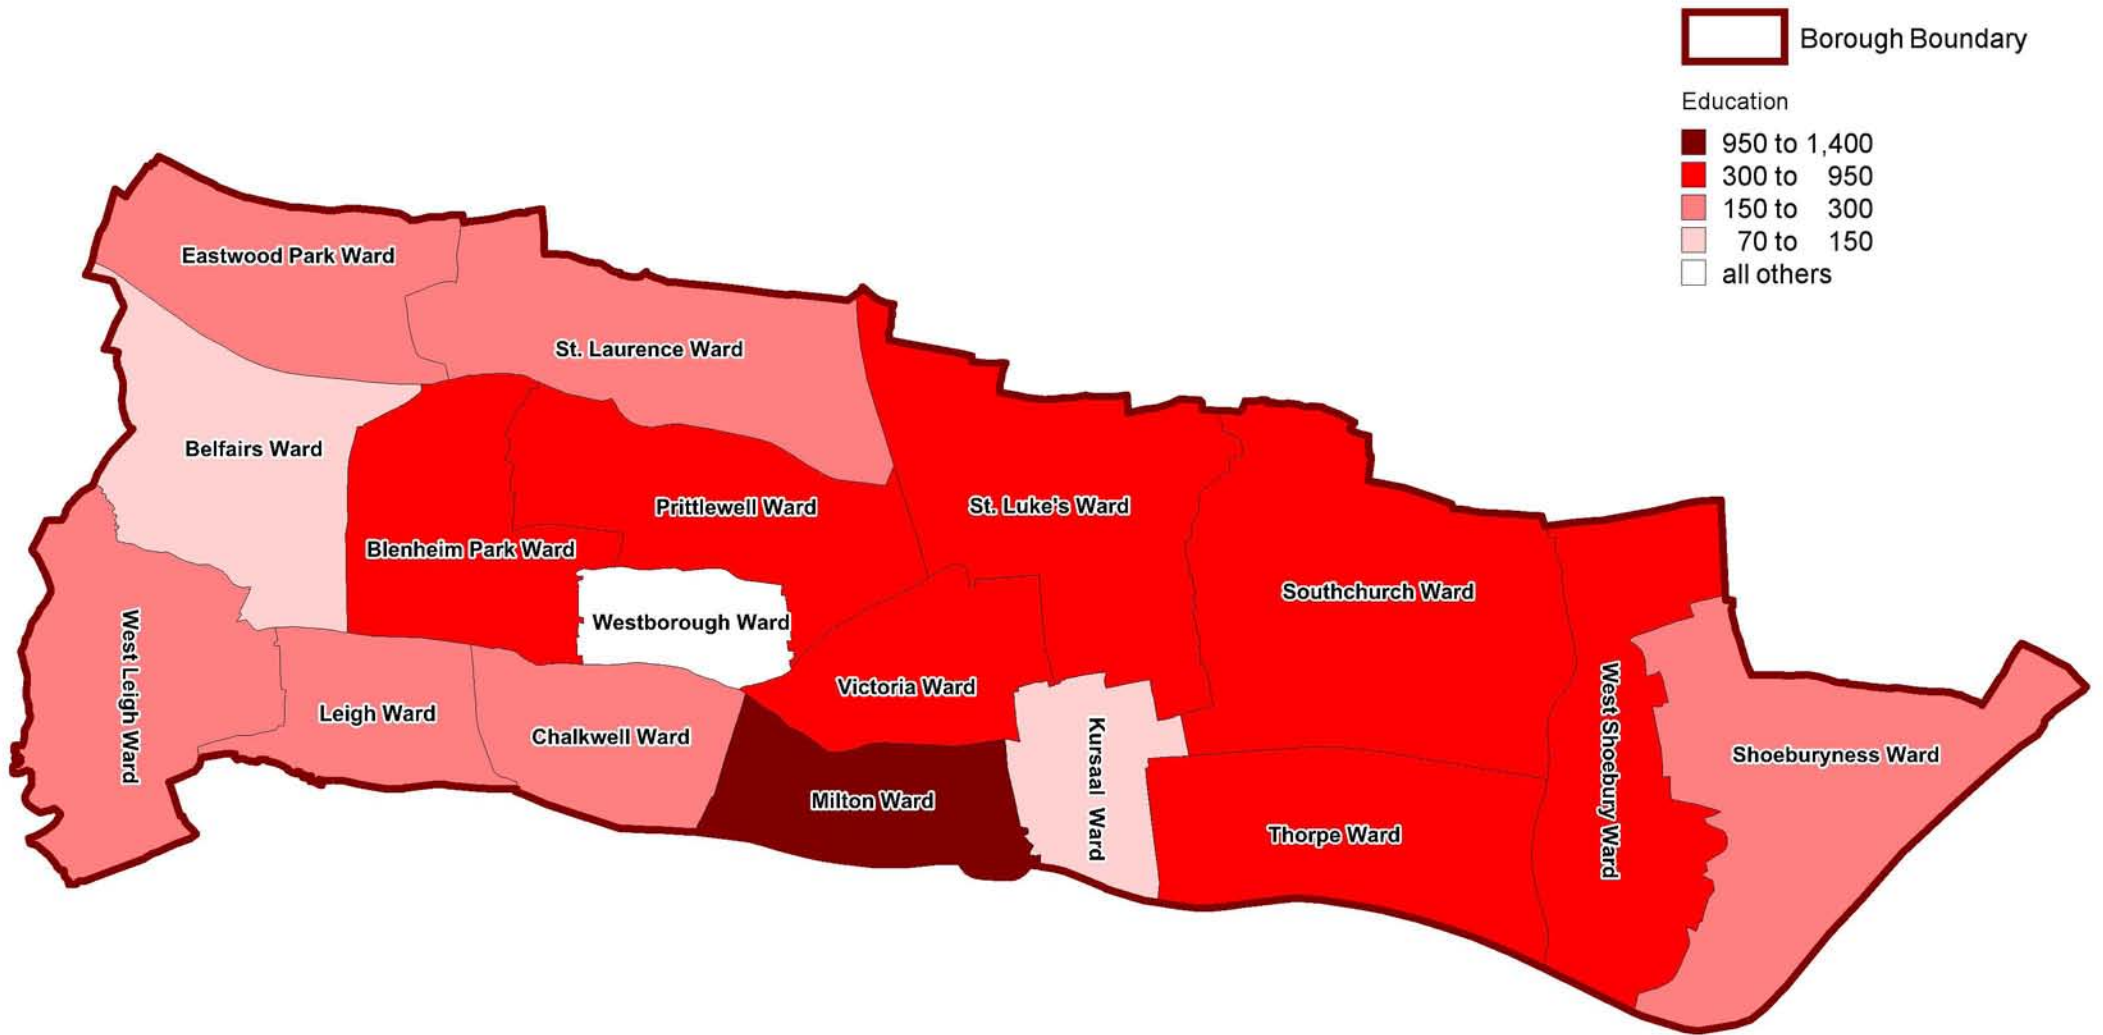 Borough Boundary
Education
950 to 1,400
300 to 950
150 to 300
70 to 150
all others
Eastwood Park Ward
St. Laurence Ward
Belfairs Ward
Prittlewell Ward
St. Luke's Ward
Blenheim Park Ward
Southchurch Ward
Westborough Ward
West Leigh Ward
Victoria Ward
Leigh Ward
Chalkwell Ward
Kursaal Ward
West Shoebury Ward
Shoeburyness Ward
Milton Ward
Thorpe Ward